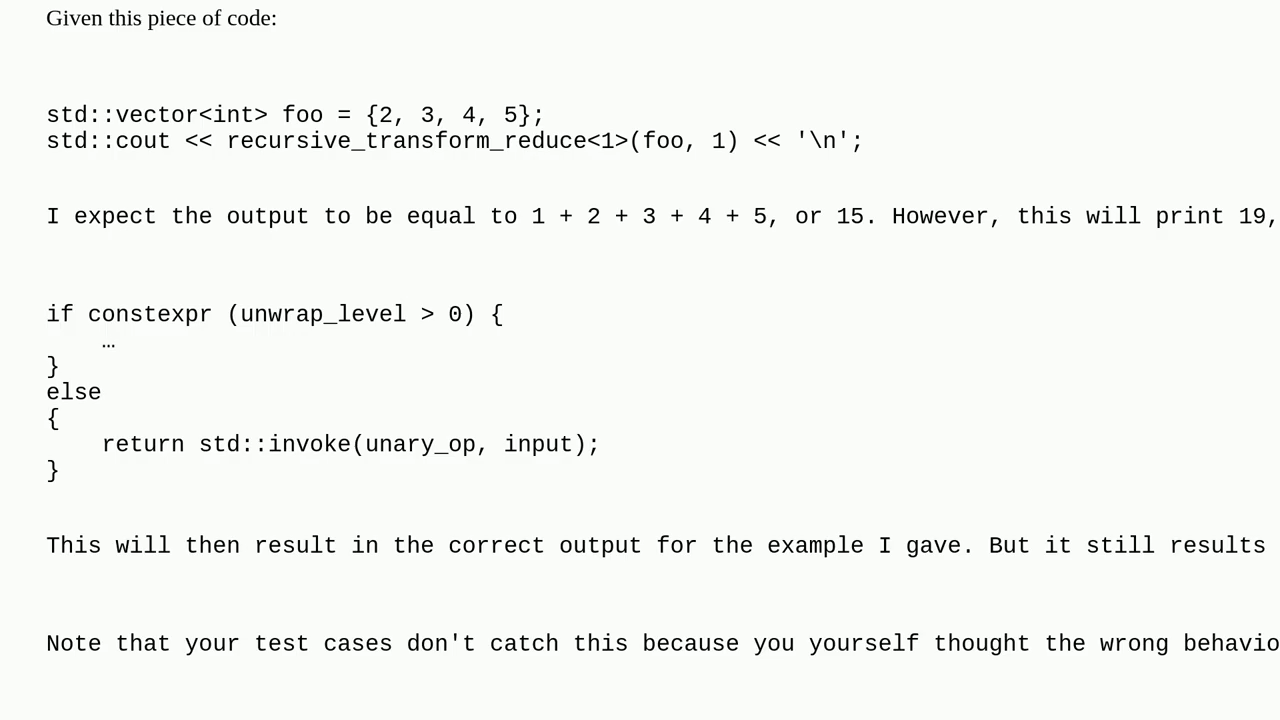 Given this piece of code:
std::vector<int> foo = {2, 3, 4, 5};
std::cout << recursive_transform_reduce<1>(foo, 1) << '\n';
I expect the output to be equal to 1 + 2 + 3 + 4 + 5, or 15. However, this will print 19,
if constexpr (unwrap_level > 0) {
    …
}
else
{
    return std::invoke(unary_op, input);
}
This will then result in the correct output for the example I gave. But it still results
Note that your test cases don't catch this because you yourself thought the wrong behavio